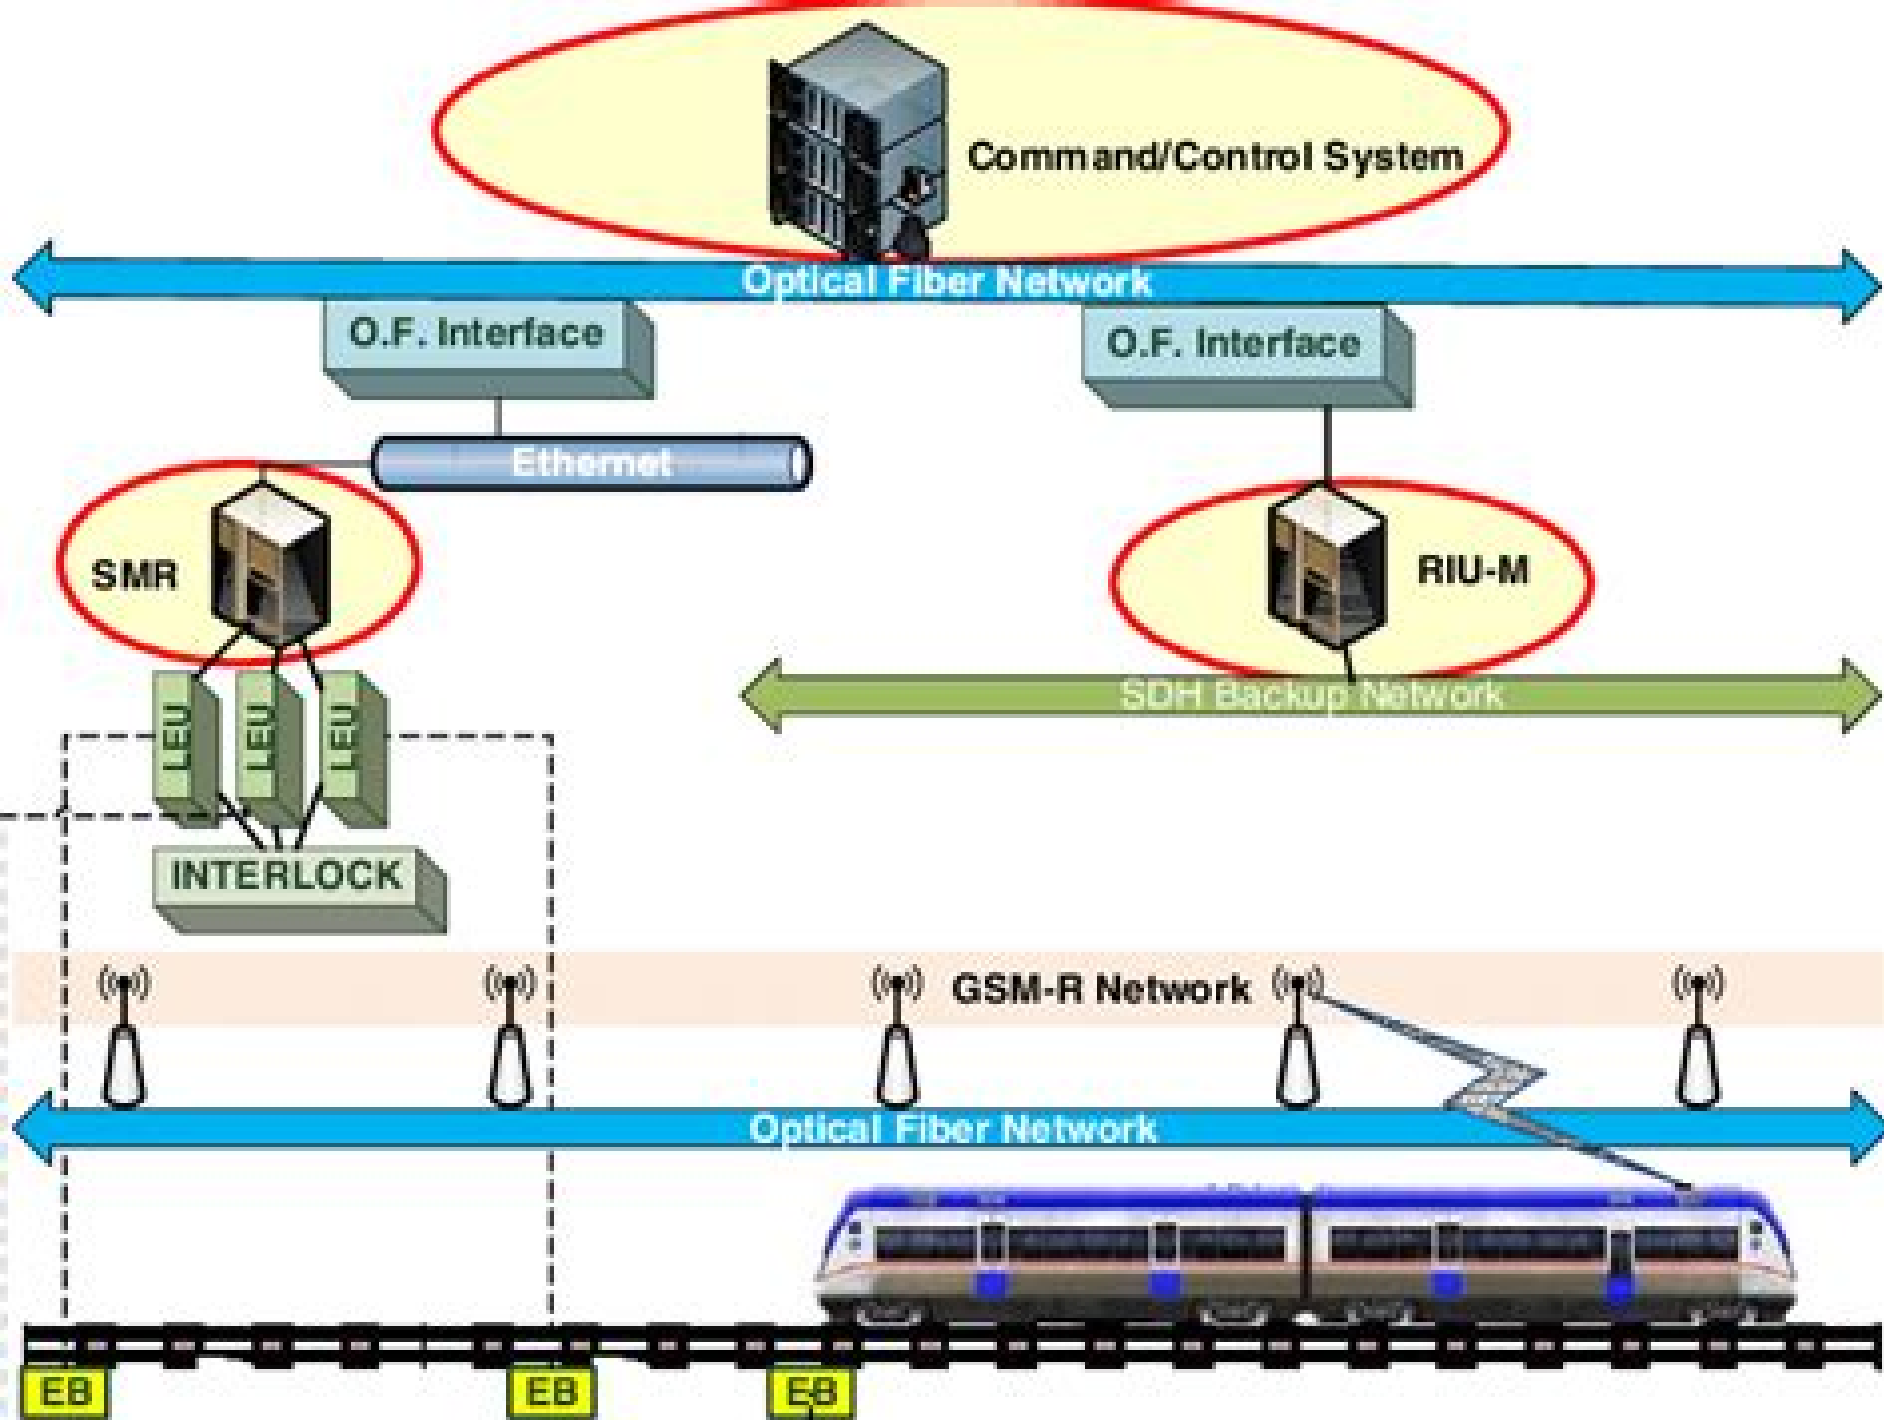 Command/Control System
Optical Fiber Network
O.F. Interface
O.F. Interface
Ethernet
SMR
RIU-M
SDH Backup Network
LEU
LEU
LEU
INTERLOCK
GSM-R Network
Optical Fiber Network
EB
EB
EB